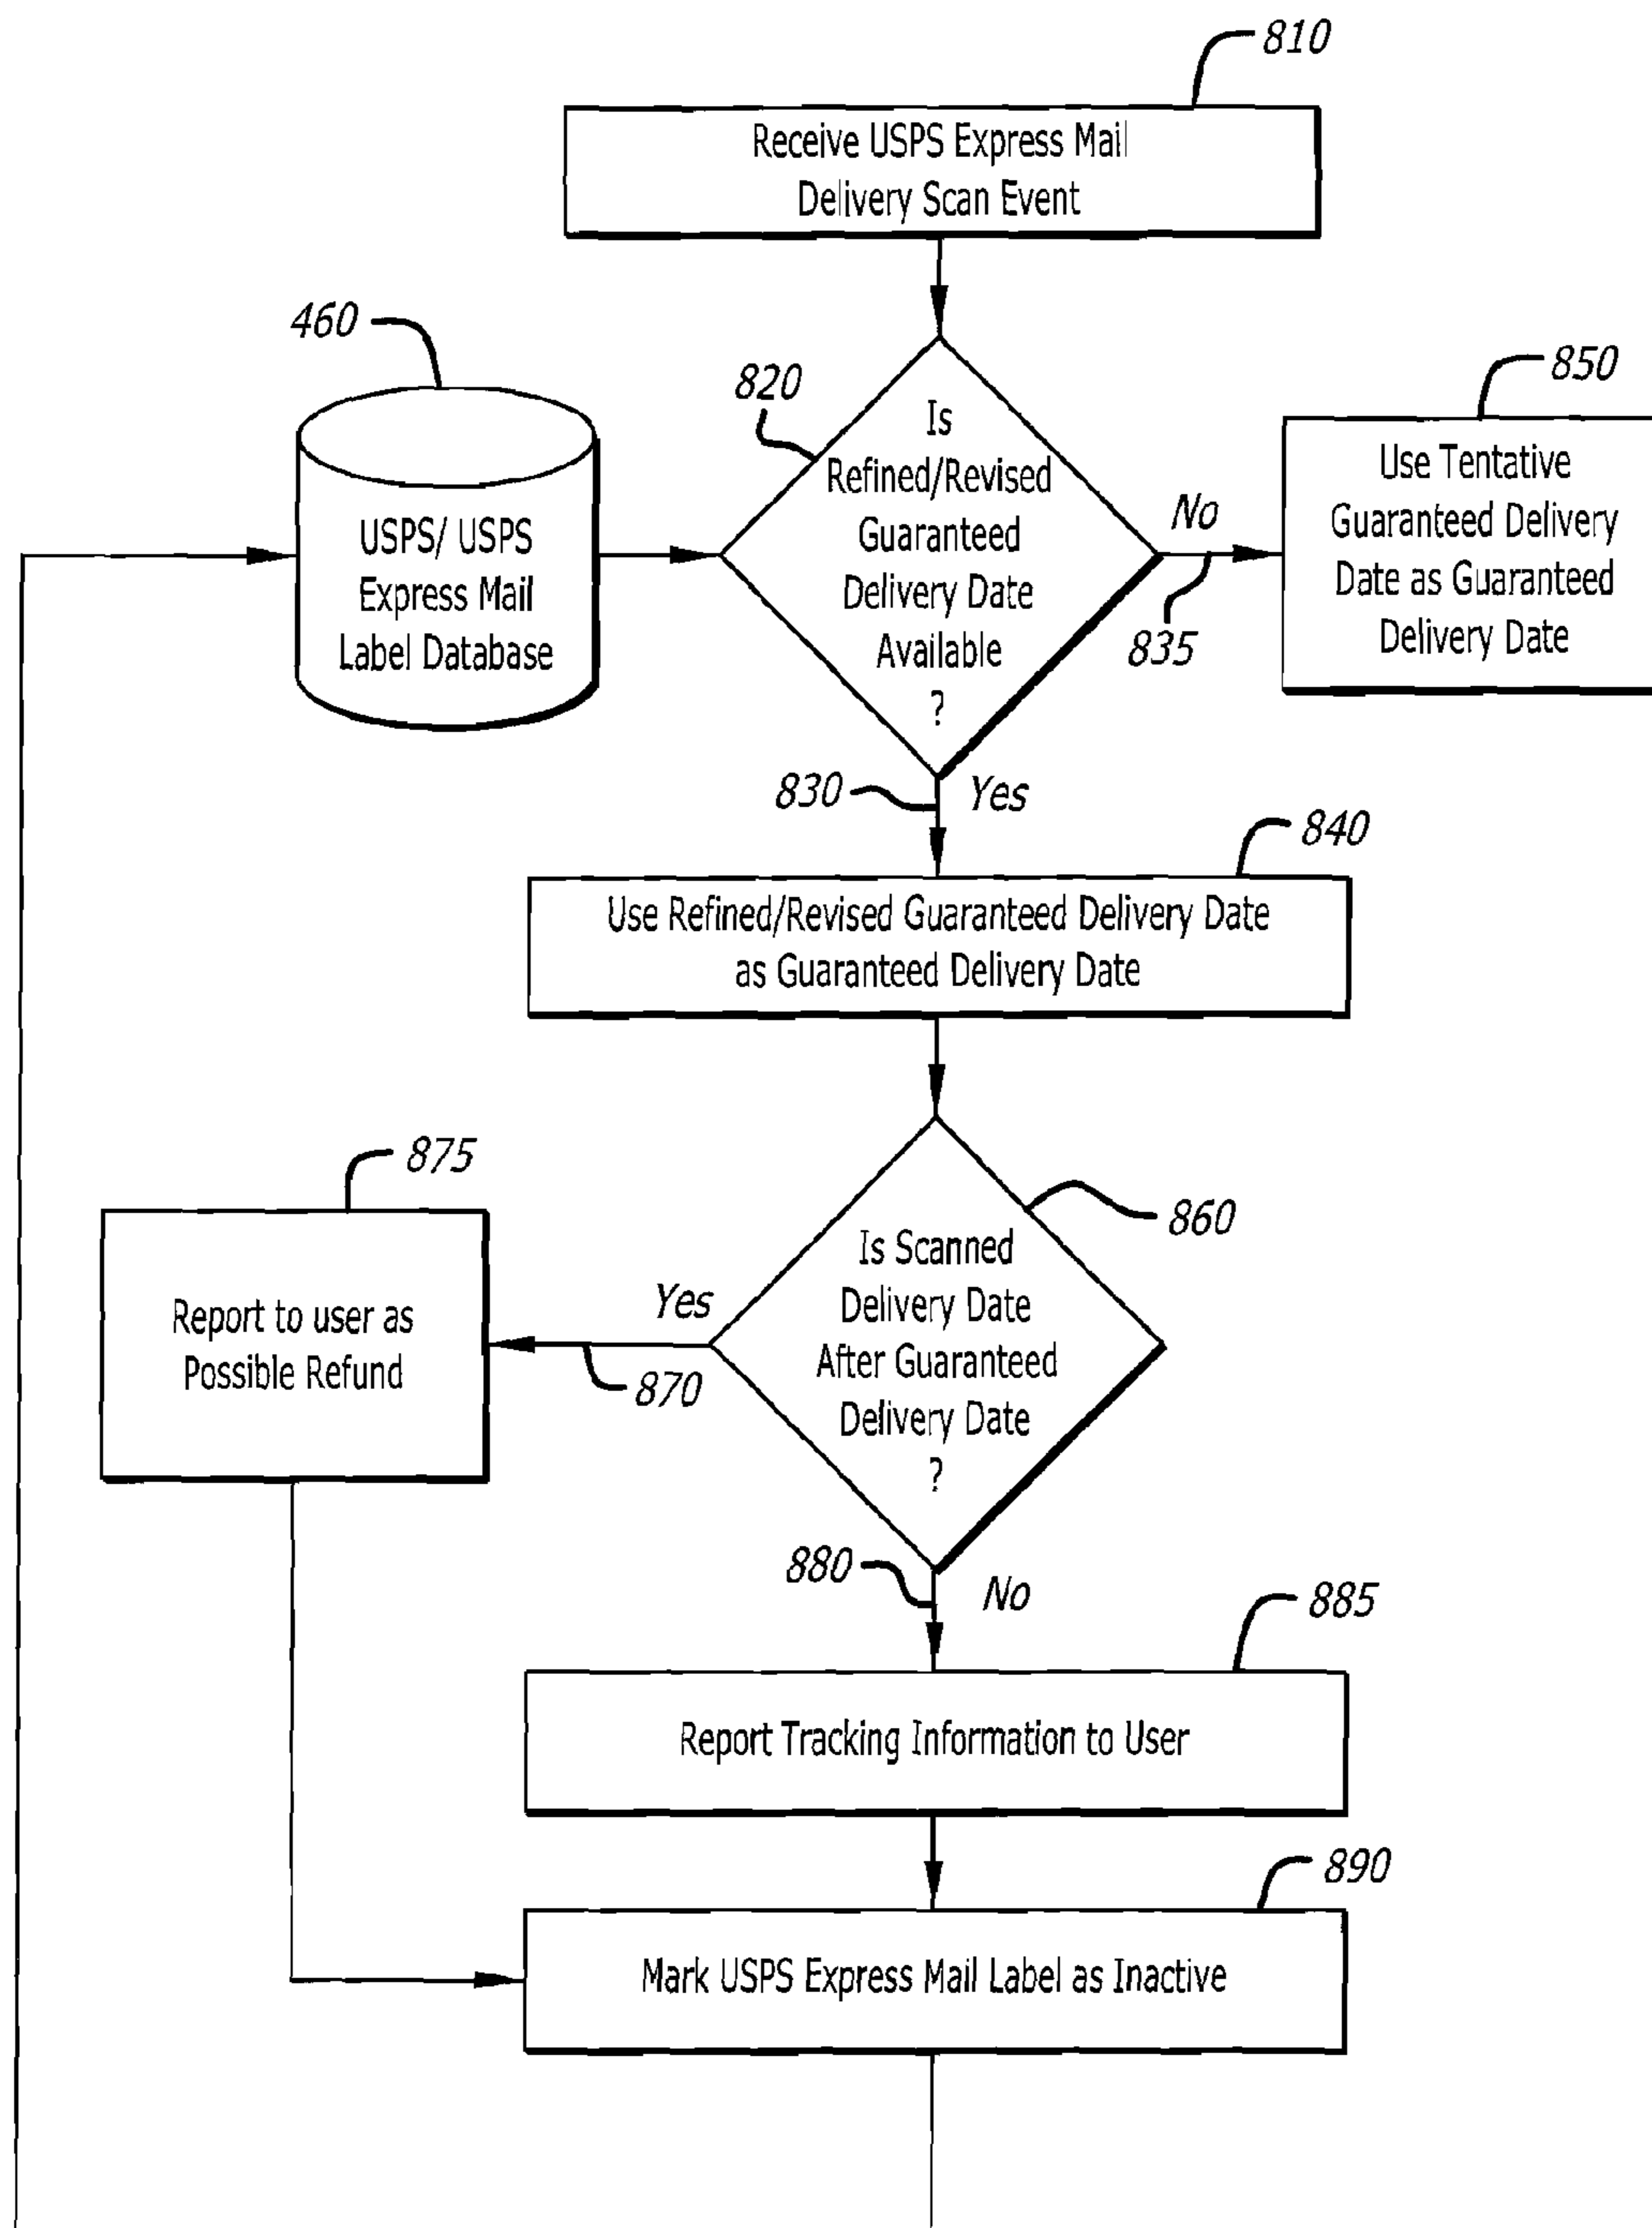 810
Receive USPS Express Mail
Delivery Scan Event
460
USPS/ USPS
Express Mail
Label Database
820
Is
Refined/Revised
Guaranteed
Delivery Date
Available
?
No
835
850
Use Tentative
Guaranteed Delivery
Date as Guaranteed
Delivery Date
830
Yes
840
Use Refined/Revised Guaranteed Delivery Date
as Guaranteed Delivery Date
860
Is Scanned
Delivery Date
After Guaranteed
Delivery Date
?
Yes
870
875
Report to user as
Possible Refund
880
No
885
Report Tracking Information to User
890
Mark USPS Express Mail Label as Inactive